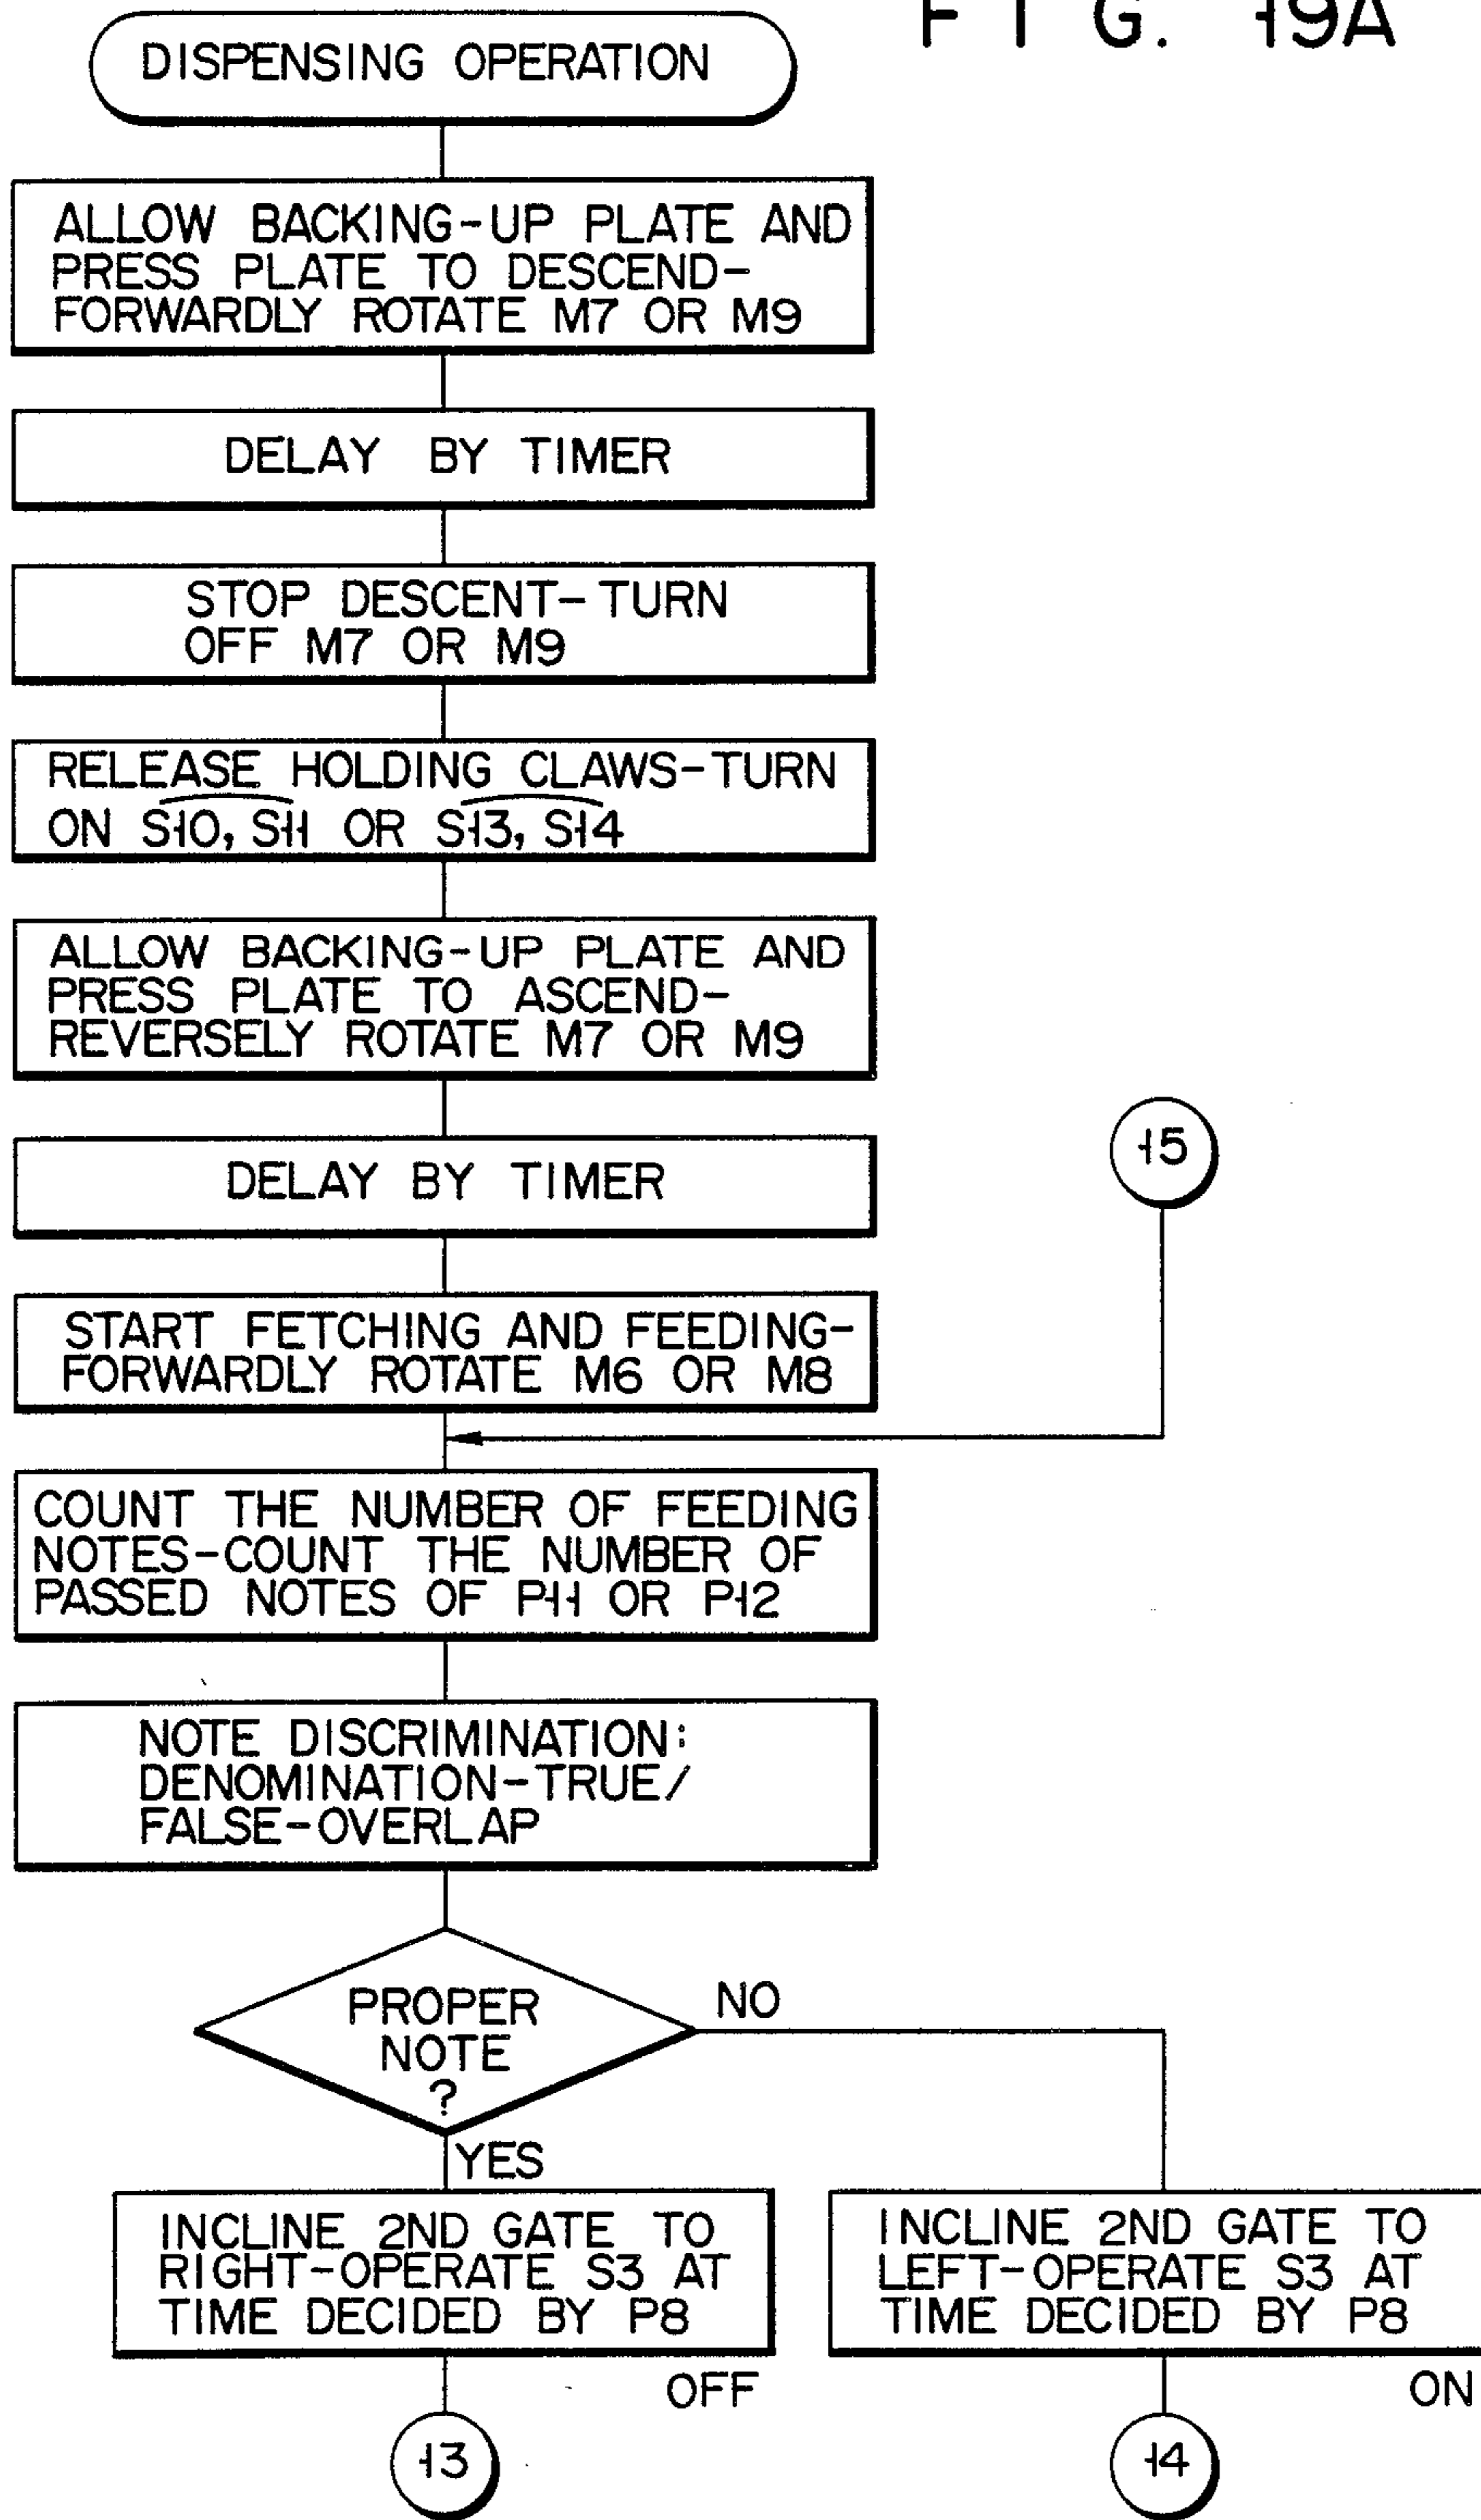 FIG. 19A
DISPENSING OPERATION
ALLOW BACKING-UP PLATE AND
PRESS PLATE TO DESCEND-
FORWARDLY ROTATE M7 OR M9
DELAY BY TIMER
STOP DESCENT-TURN
OFF M7 OR M9
RELEASE HOLDING CLAWS-TURN
ON S10, S11 OR S13, S14
ALLOW BACKING-UP PLATE AND
PRESS PLATE TO ASCEND-
REVERSELY ROTATE M7 OR M9
15
DELAY BY TIMER
START FETCHING AND FEEDING-
FORWARDLY ROTATE M6 OR M8
COUNT THE NUMBER OF FEEDING
NOTES-COUNT THE NUMBER OF
PASSED NOTES OF P11 OR P12
NOTE DISCRIMINATION:
DENOMINATION-TRUE/
FALSE-OVERLAP
PROPER
NOTE
?
NO
YES
INCLINE 2ND GATE TO
RIGHT-OPERATE S3 AT
TIME DECIDED BY P8
OFF
INCLINE 2ND GATE TO
LEFT-OPERATE S3 AT
TIME DECIDED BY P8
ON
13
14